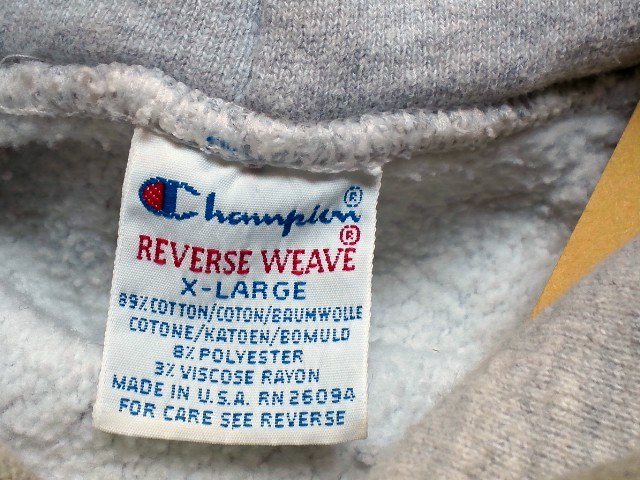 Champion®
REVERSE WEAVE®
X-LARGE
89% COTTON/COTON/BAUMWOLLE
COTONE/KATOEN/BOMULD
8% POLYESTER
3% VISCOSE RAYON
MADE IN U.S.A. RN 26094
FOR CARE SEE REVERSE